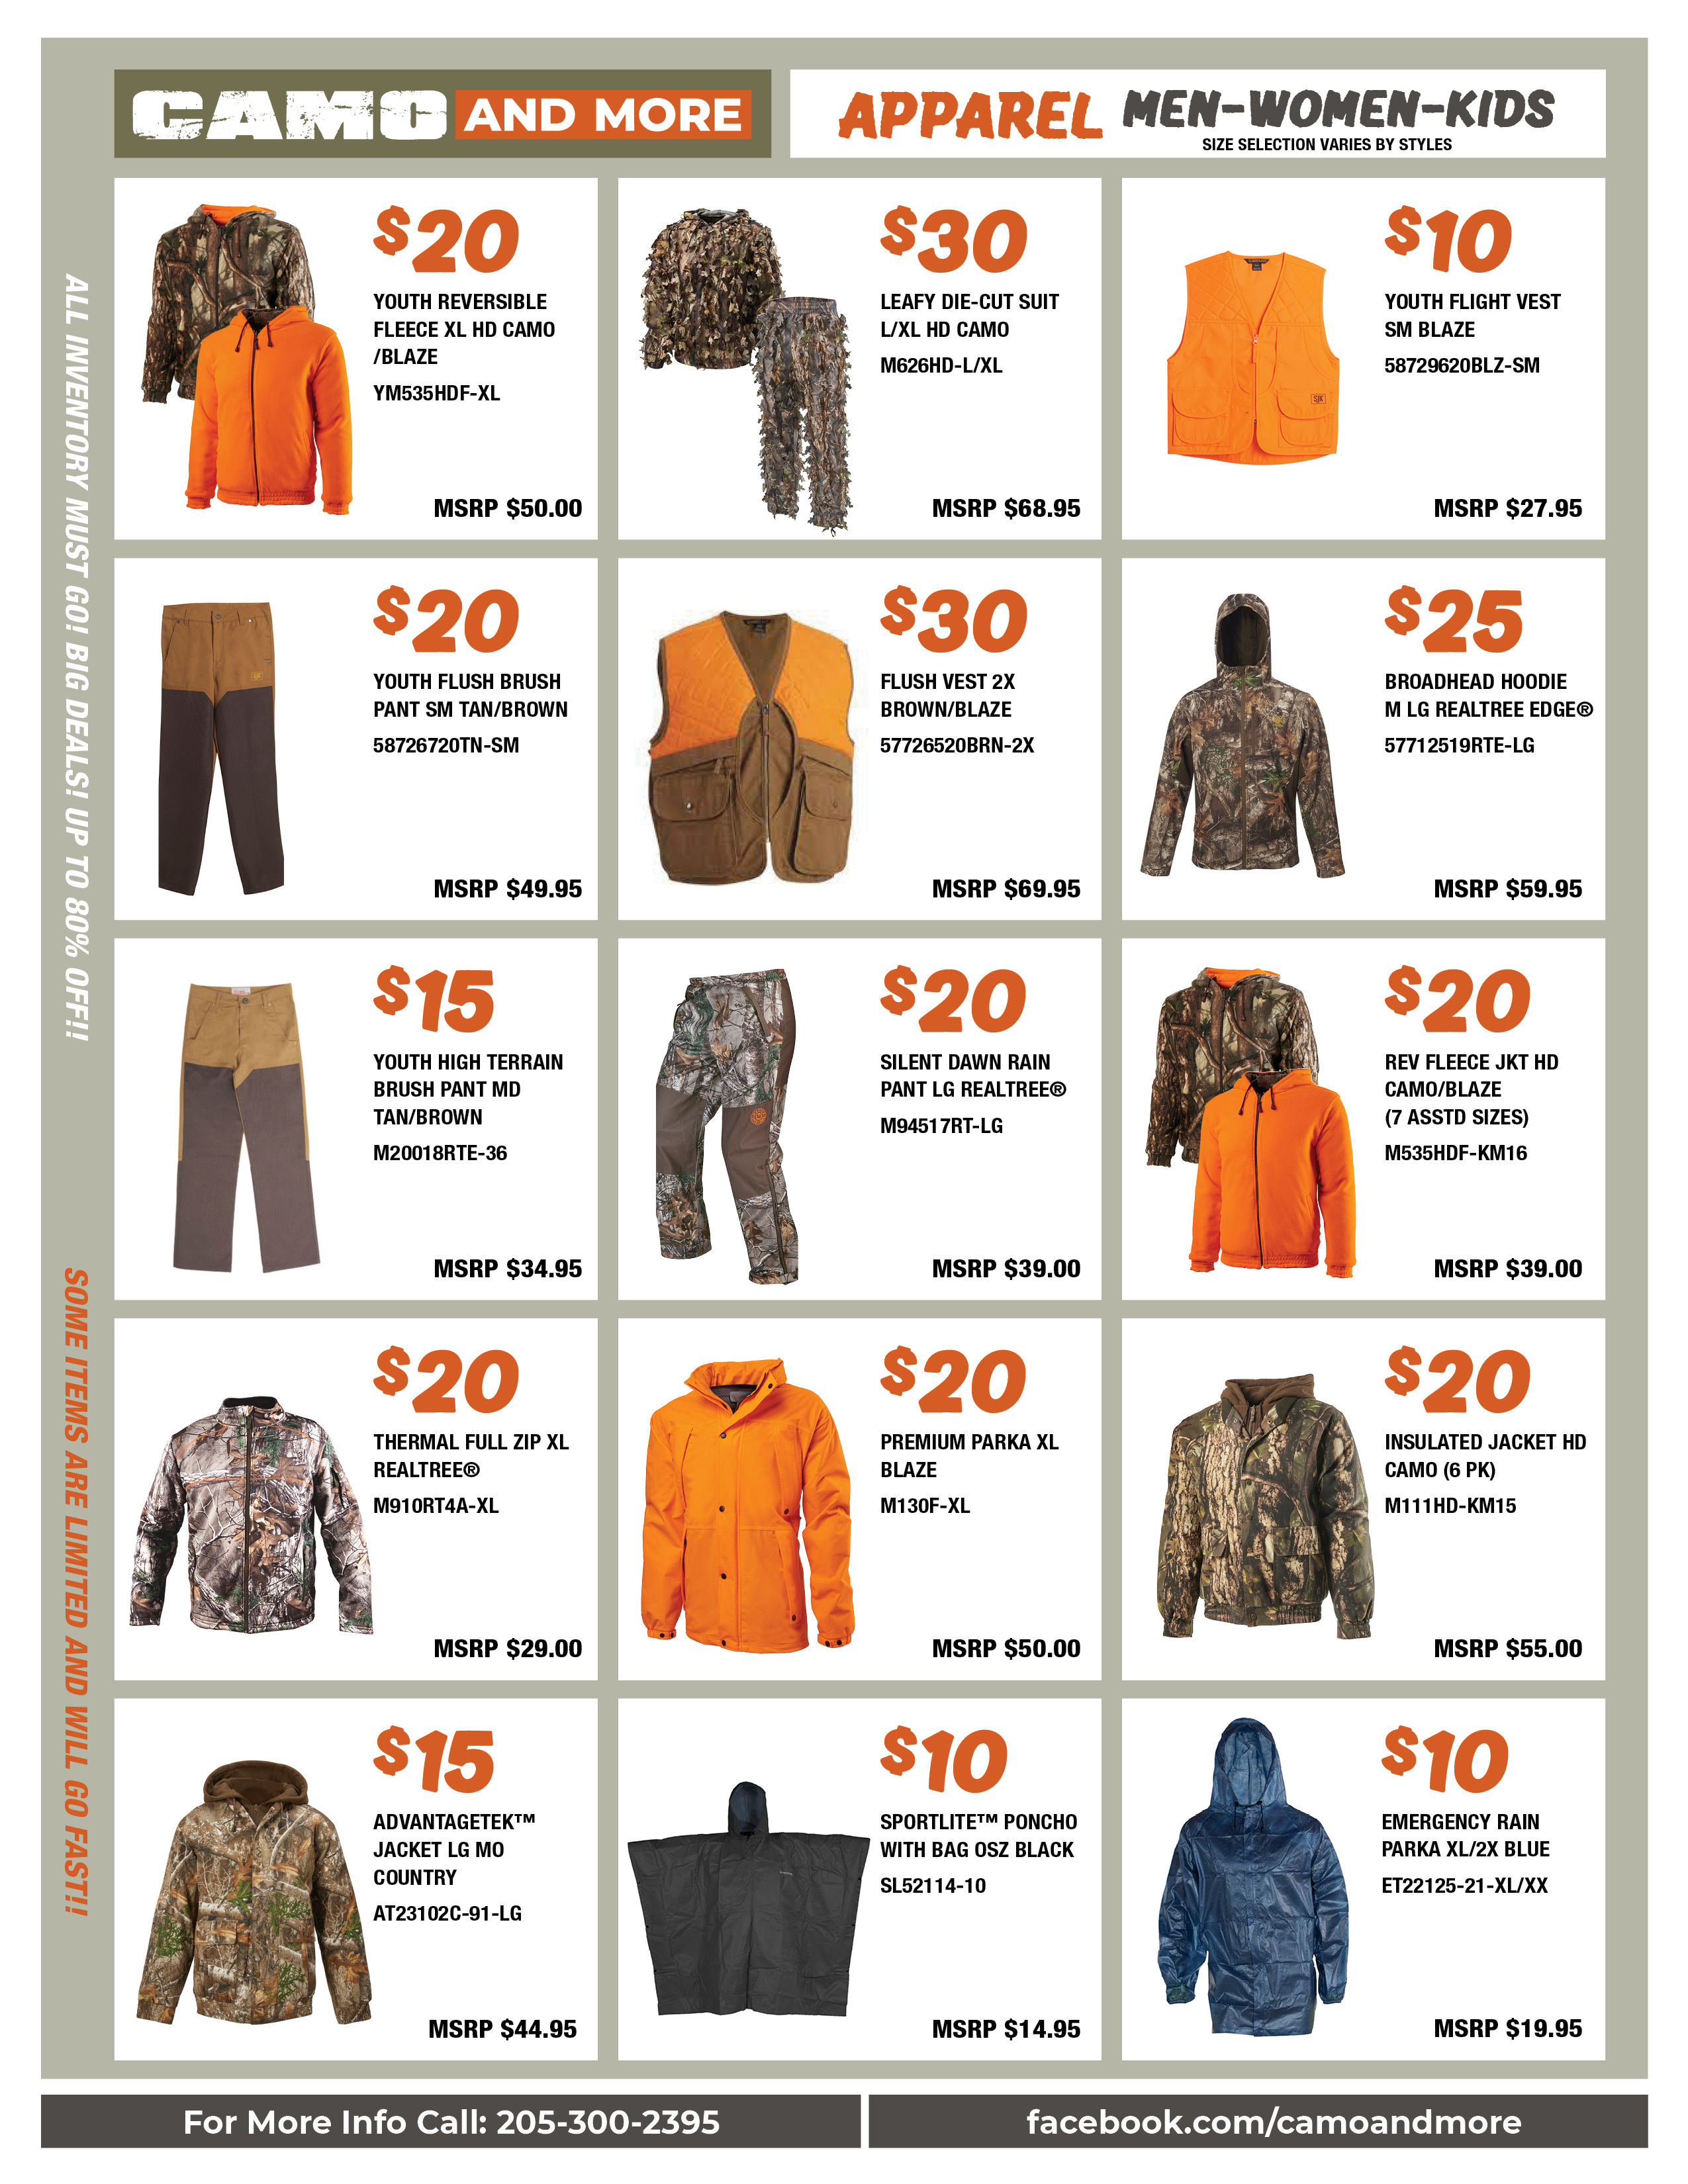 CAMO AND MORE
APPAREL MEN-WOMEN-KIDS
SIZE SELECTION VARIES BY STYLES
ALL INVENTORY MUST GO! BIG DEALS! UP TO 80% OFF!!
SOME ITEMS ARE LIMITED AND WILL GO FAST!!
$20
YOUTH REVERSIBLE
FLEECE XL HD CAMO
/BLAZE
YM535HDF-XL
MSRP $50.00
$30
LEAFY DIE-CUT SUIT
L/XL HD CAMO
M626HD-L/XL
MSRP $68.95
$10
YOUTH FLIGHT VEST
SM BLAZE
58729620BLZ-SM
SJK
MSRP $27.95
$20
YOUTH FLUSH BRUSH
PANT SM TAN/BROWN
58726720TN-SM
MSRP $49.95
$30
FLUSH VEST 2X
BROWN/BLAZE
57726520BRN-2X
MSRP $69.95
$25
BROADHEAD HOODIE
M LG REALTREE EDGE®
57712519RTE-LG
MSRP $59.95
$15
YOUTH HIGH TERRAIN
BRUSH PANT MD
TAN/BROWN
M20018RTE-36
MSRP $34.95
$20
SILENT DAWN RAIN
PANT LG REALTREE®
M94517RT-LG
MSRP $39.00
$20
REV FLEECE JKT HD
CAMO/BLAZE
(7 ASSTD SIZES)
M535HDF-KM16
MSRP $39.00
$20
THERMAL FULL ZIP XL
REALTREE®
M910RT4A-XL
MSRP $29.00
$20
PREMIUM PARKA XL
BLAZE
M130F-XL
MSRP $50.00
$20
INSULATED JACKET HD
CAMO (6 PK)
M111HD-KM15
MSRP $55.00
$15
ADVANTAGETEK™
JACKET LG MO
COUNTRY
AT23102C-91-LG
MSRP $44.95
$10
SPORTLITE™ PONCHO
WITH BAG OSZ BLACK
SL52114-10
MSRP $14.95
$10
EMERGENCY RAIN
PARKA XL/2X BLUE
ET22125-21-XL/XX
MSRP $19.95
For More Info Call: 205-300-2395
facebook.com/camoandmore